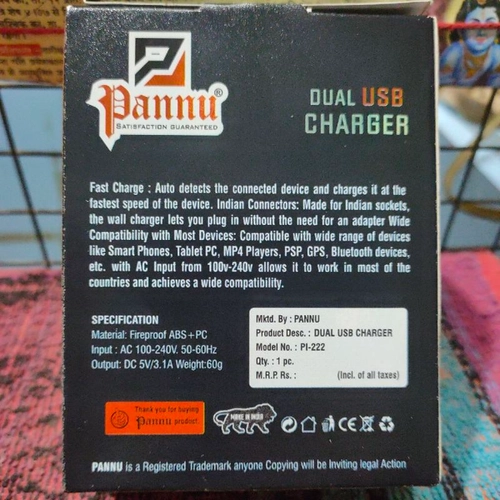 Pannu®
SATISFACTION GUARANTEED
DUAL USB
CHARGER
Fast Charge : Auto detects the connected device and charges it at the
fastest speed of the device. Indian Connectors: Made for Indian sockets,
the wall charger lets you plug in without the need for an adapter Wide
Compatibility with Most Devices: Compatible with wide range of devices
like Smart Phones, Tablet PC, MP4 Players, PSP, GPS, Bluetooth devices,
etc. with AC Input from 100v-240v allows it to work in most of the
countries and achieves a wide compatibility.
SPECIFICATION
Material: Fireproof ABS+PC
Input : AC 100-240V. 50-60Hz
Output: DC 5V/3.1A Weight:60g
Mktd. By : PANNU
Product Desc. : DUAL USB CHARGER
Model No. : PI-222
Qty. : 1 pc.
M.R.P. Rs : (Incl. of all taxes)
Thank you for buying
Pannu product
MAKE IN INDIA
PANNU is a Registered Trademark anyone Copying will be Inviting legal Action